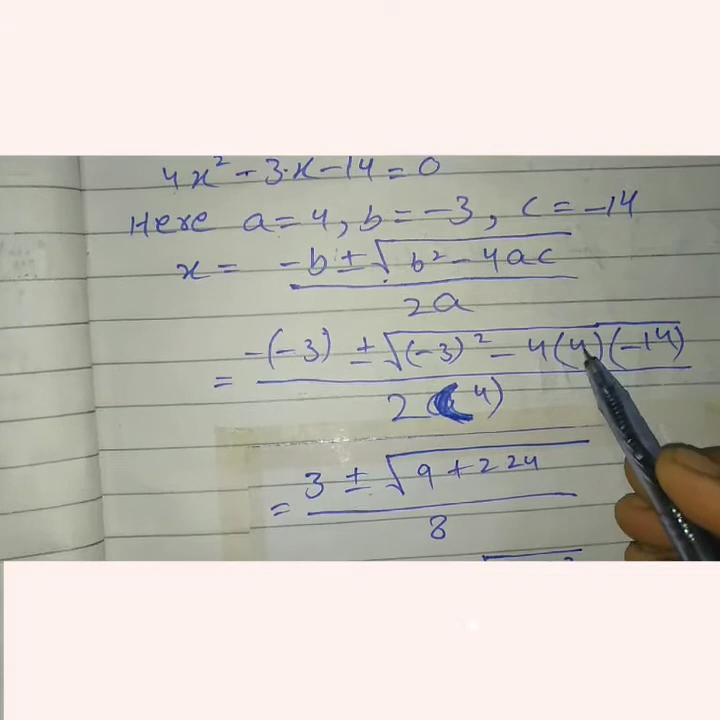 4x² - 3·x - 14 = 0
Here a = 4, b = -3, c = -14
x = -b ± √(b² - 4ac) / 2a
= -(-3) ± √((-3)² - 4(4)(-14)) / 2(4)
= 3 ± √(9 + 224) / 8